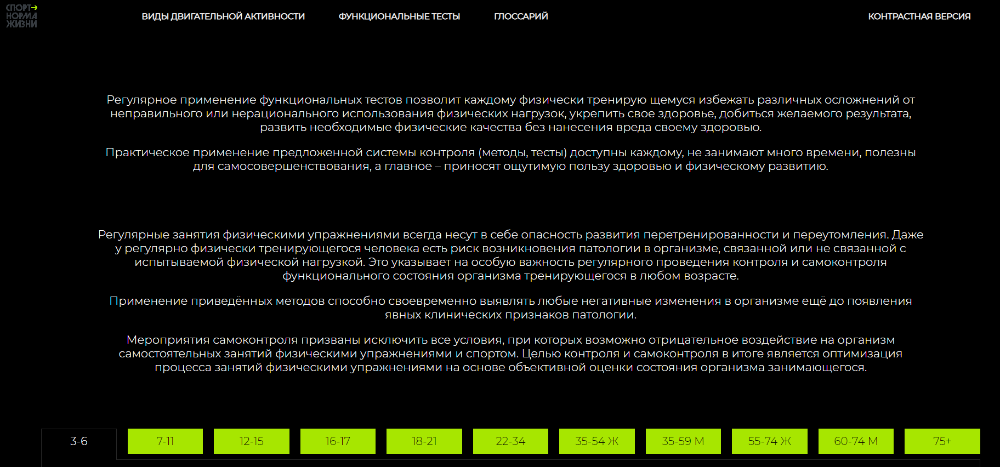 СПОРТ
НОРМА
ЖИЗНИ
ВИДЫ ДВИГАТЕЛЬНОЙ АКТИВНОСТИ
ФУНКЦИОНАЛЬНЫЕ ТЕСТЫ
ГЛОССАРИЙ
КОНТРАСТНАЯ ВЕРСИЯ
Регулярное применение функциональных тестов позволит каждому физически тренирую щемуся избежать различных осложнений от
неправильного или нерационального использования физических нагрузок, укрепить свое здоровье, добиться желаемого результата,
развить необходимые физические качества без нанесения вреда своему здоровью.
Практическое применение предложенной системы контроля (методы, тесты) доступны каждому, не занимают много времени, полезны
для самосовершенствования, а главное – приносят ощутимую пользу здоровью и физическому развитию.
Регулярные занятия физическими упражнениями всегда несут в себе опасность развития перетренированности и переутомления. Даже
у регулярно физически тренирующегося человека есть риск возникновения патологии в организме, связанной или не связанной с
испытываемой физической нагрузкой. Это указывает на особую важность регулярного проведения контроля и самоконтроля
функционального состояния организма тренирующегося в любом возрасте.
Применение приведённых методов способно своевременно выявлять любые негативные изменения в организме ещё до появления
явных клинических признаков патологии.
Мероприятия самоконтроля призваны исключить все условия, при которых возможно отрицательное воздействие на организм
самостоятельных занятий физическими упражнениями и спортом. Целью контроля и самоконтроля в итоге является оптимизация
процесса занятий физическими упражнениями на основе объективной оценки состояния организма занимающегося.
3-6
7-11
12-15
16-17
18-21
22-34
35-54 Ж
35-59 М
55-74 Ж
60-74 М
75+